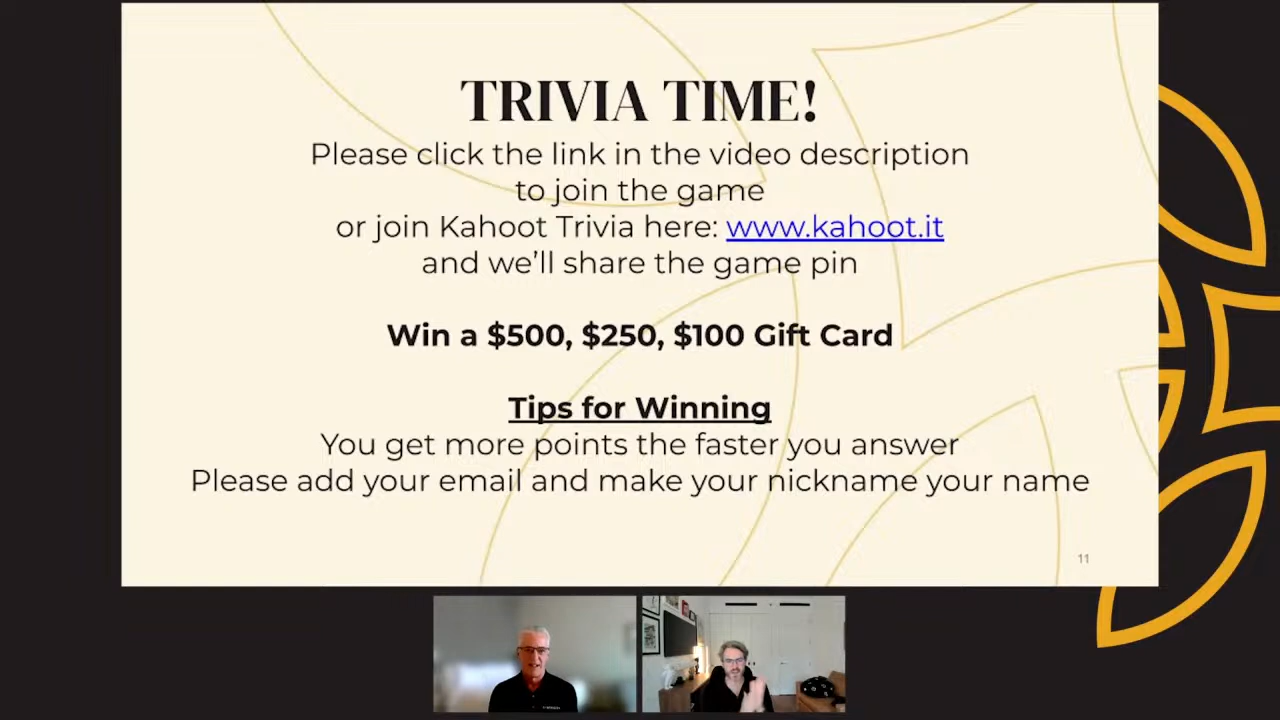 TRIVIA TIME!
Please click the link in the video description
to join the game
or join Kahoot Trivia here: www.kahoot.it
and we'll share the game pin
Win a $500, $250, $100 Gift Card
Tips for Winning
You get more points the faster you answer
Please add your email and make your nickname your name
11